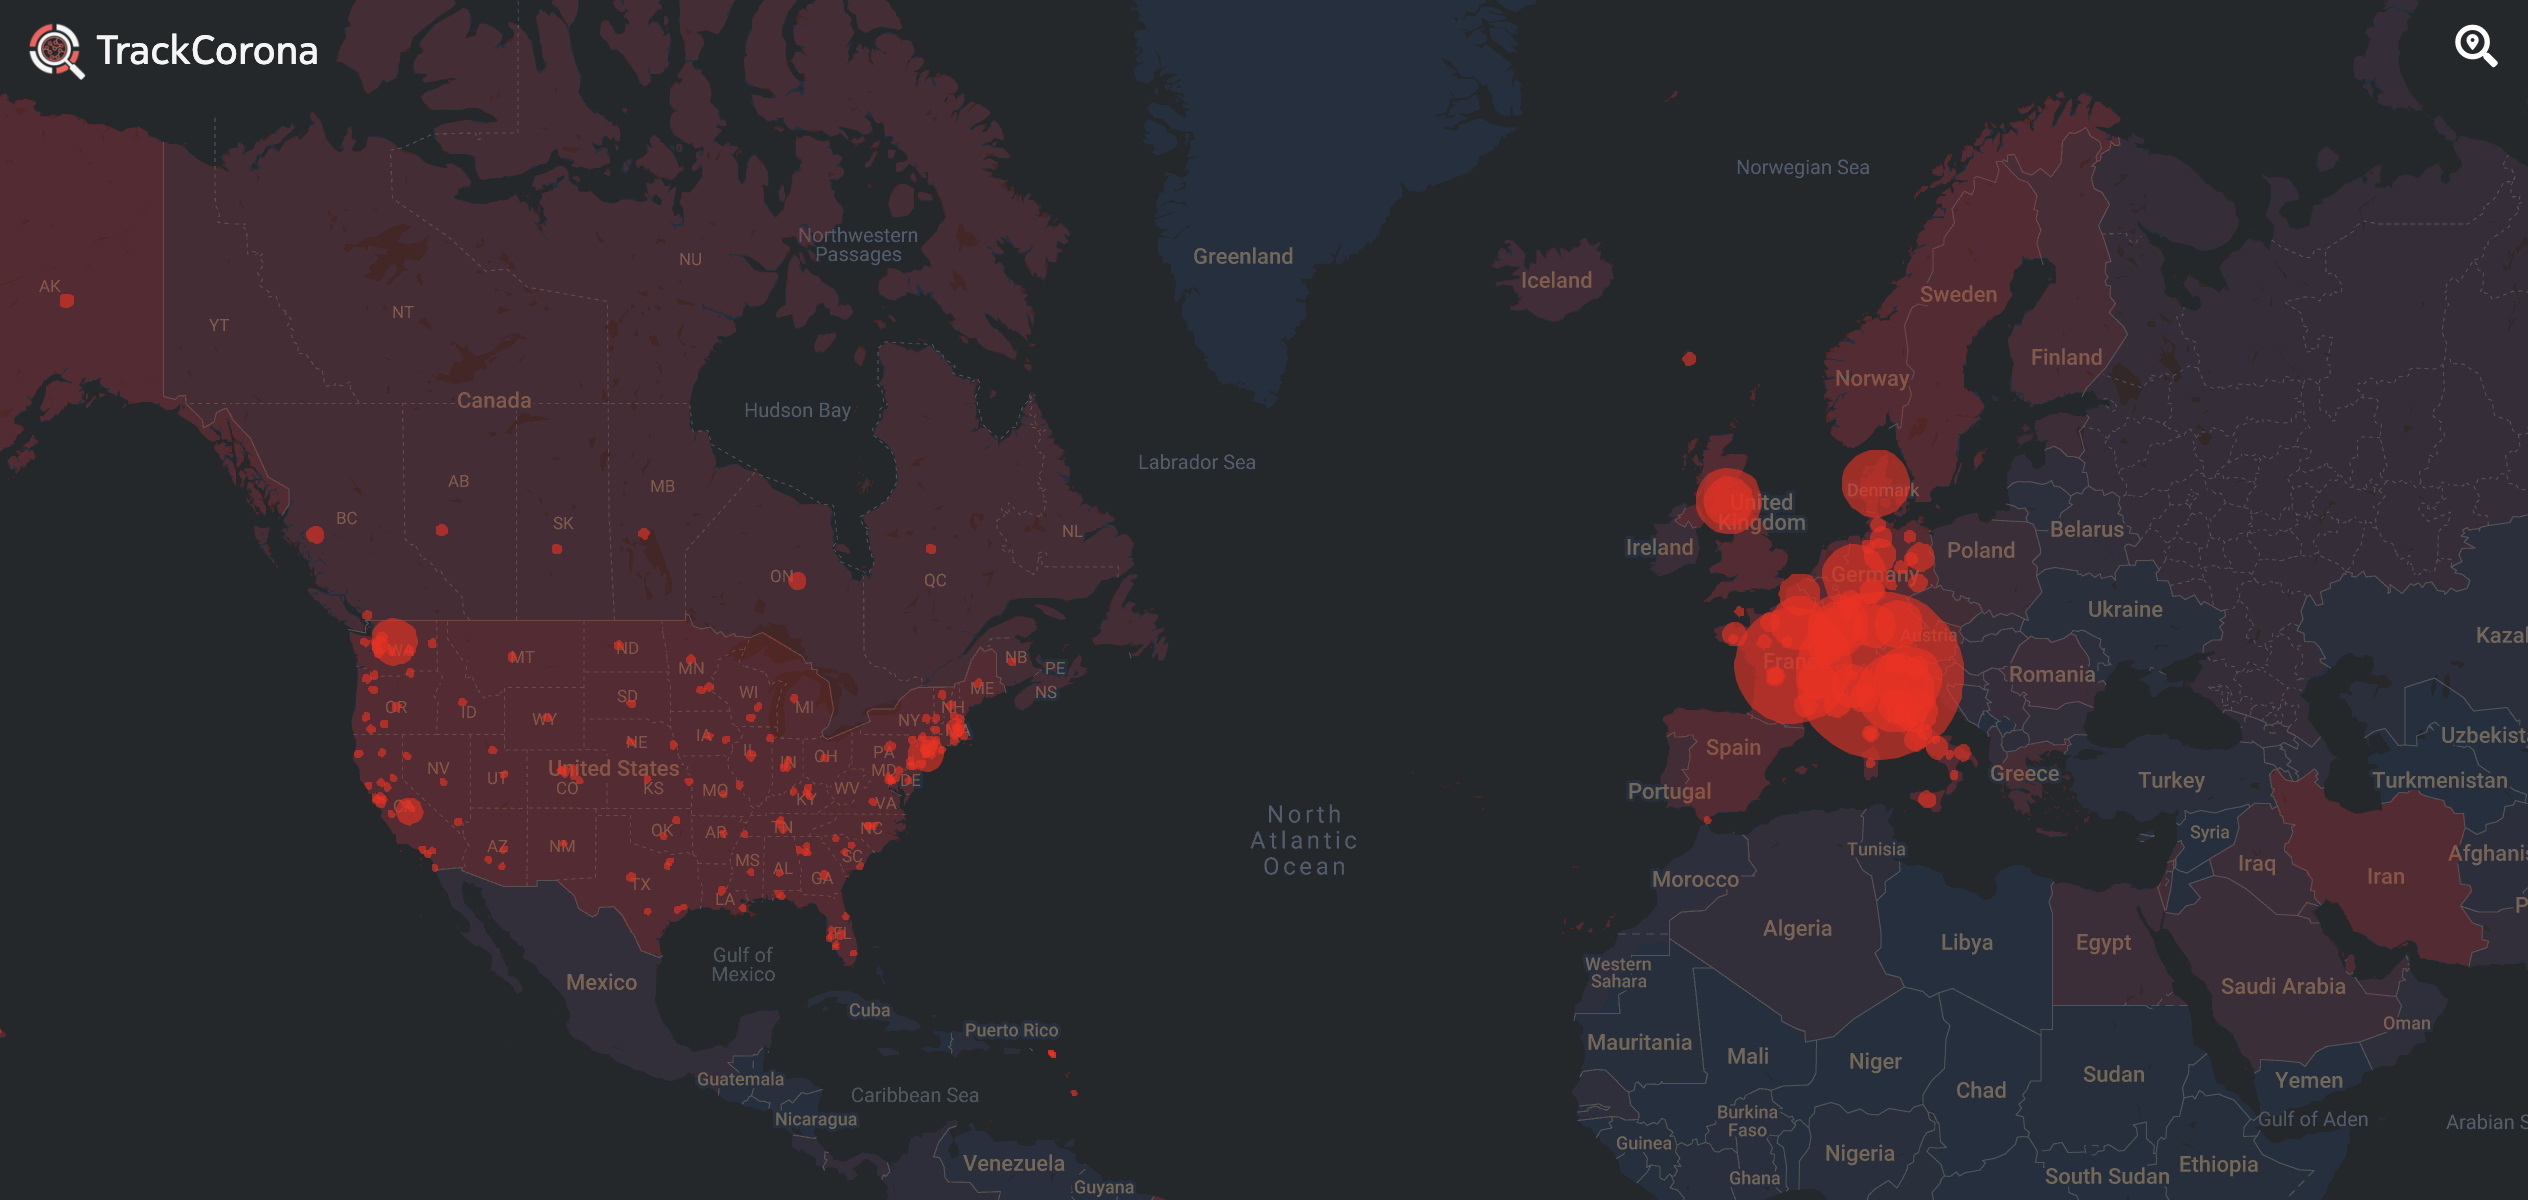 TrackCorona
Norwegian Sea
Northwestern
Passages
Greenland
NU
Iceland
AK
Sweden
NT
YT
Finland
Norway
Canada
Hudson Bay
Labrador Sea
AB
MB
Denmark
BC
SK
NL
United
Kingdom
Belarus
Ireland
Poland
ON
QC
Germany
Ukraine
WA
Austria
Kazal
MT
ND
MN
NB
PE
France
SD
WI
ME
NS
Romania
OR
ID
WY
MI
NH
NY
NE
IA
IL
PA
MA
Spain
Uzbekist
NV
UT
United States
CO
IN
OH
MD
DE
Greece
Turkey
Turkmenistan
KS
MO
KY
WV
VA
Portugal
CA
OK
AR
TN
NC
North
Atlantic
Ocean
Syria
AZ
NM
MS
AL
SC
Tunisia
Afghanis
Iraq
TX
LA
GA
Morocco
Iran
P
FL
Algeria
Libya
Egypt
Gulf of
Mexico
Western
Sahara
Mexico
Saudi Arabia
Cuba
Puerto Rico
Oman
Mauritania
Mali
Niger
Chad
Sudan
Yemen
Guatemala
Caribbean Sea
Nicaragua
Burkina
Faso
Gulf of Aden
Arabian S
Guinea
Nigeria
Venezuela
Ghana
South Sudan
Ethiopia
Guyana